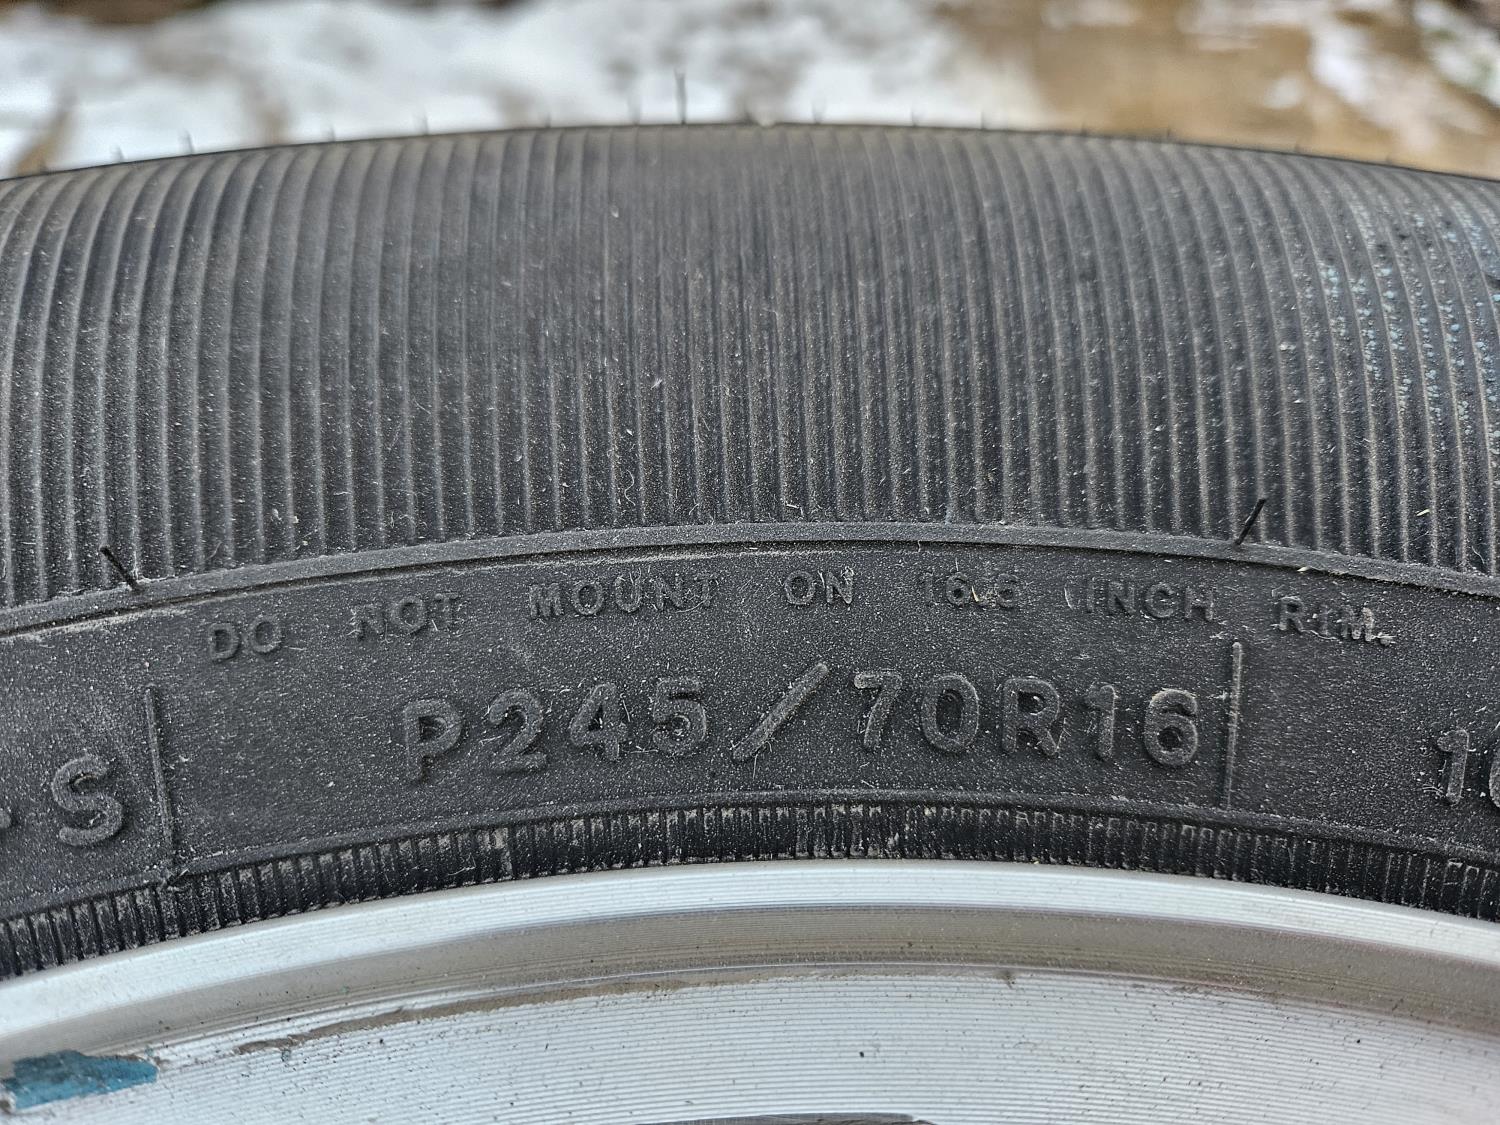 DO NOT MOUNT ON 16.5 INCH RIM.
S P245/70R16